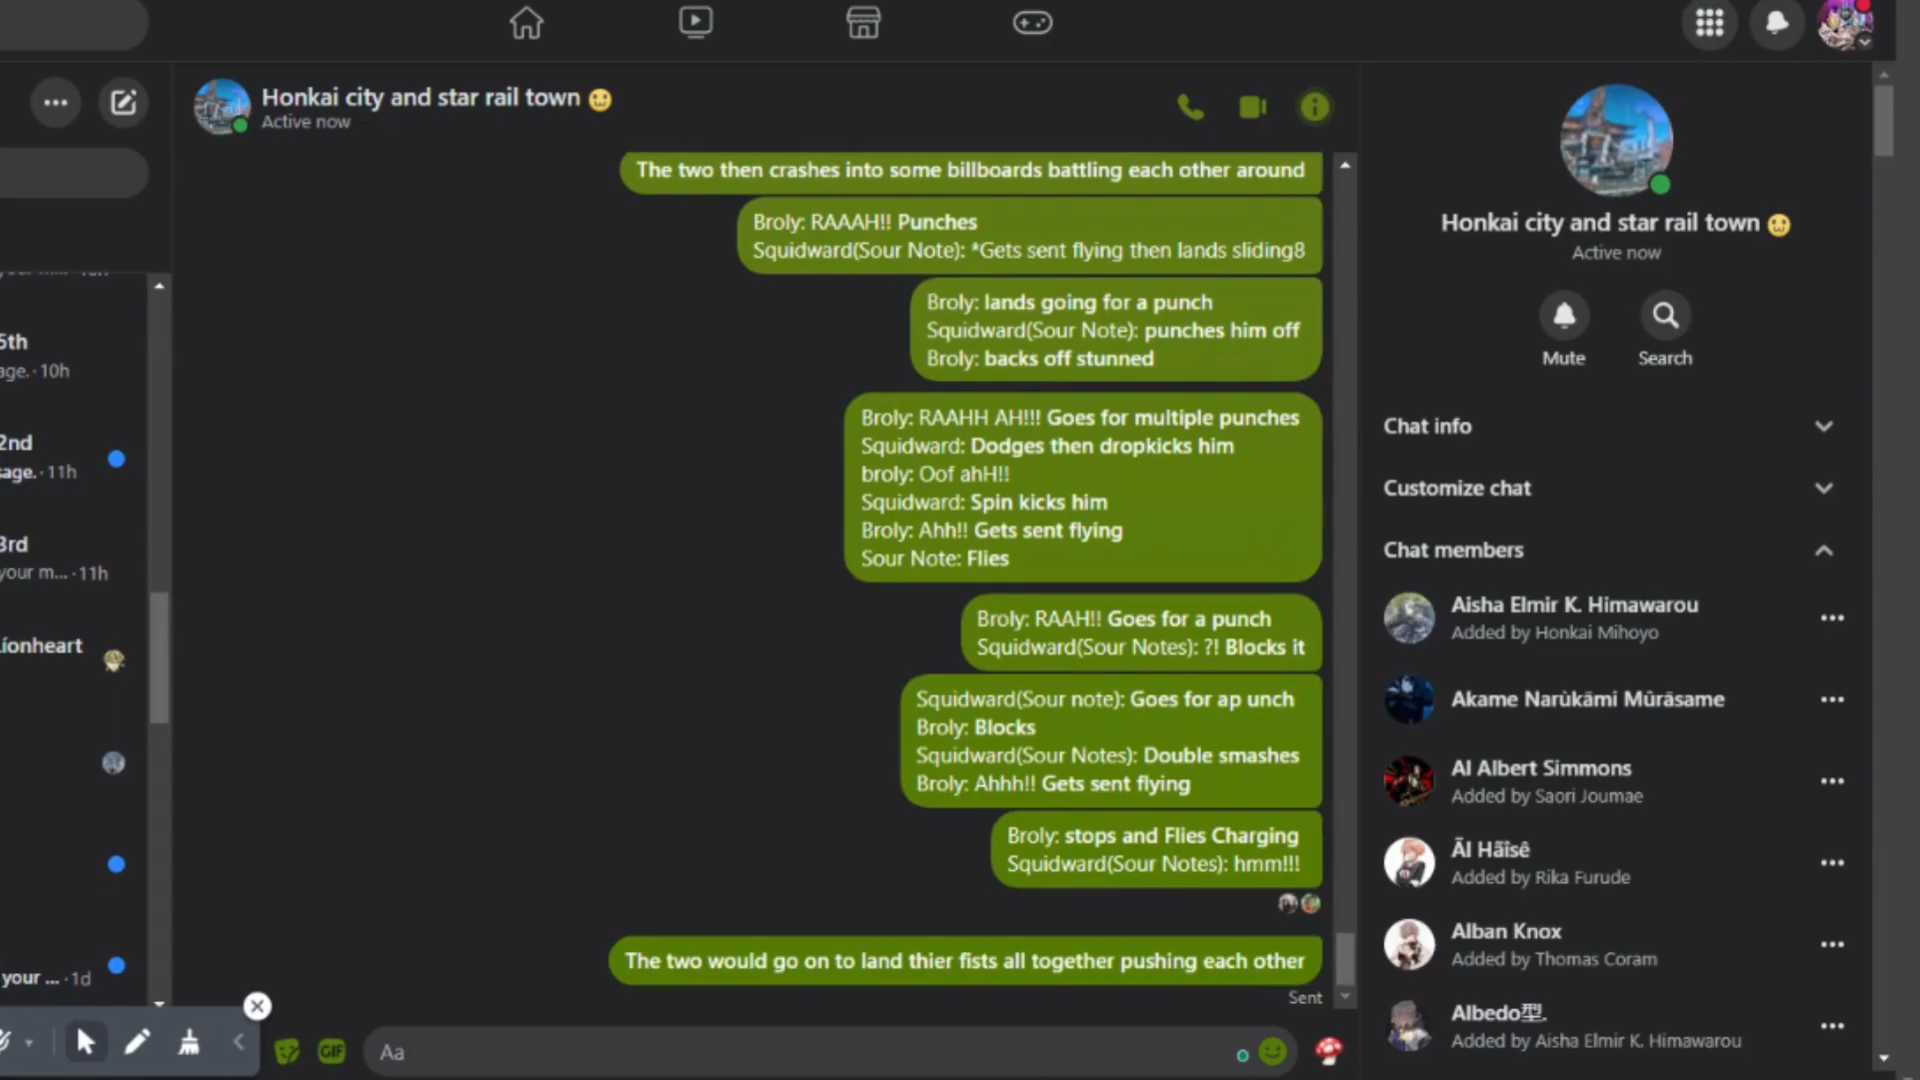 Honkai city and star rail town
Active now
5th
age. · 10h
2nd
sage. · 11h
3rd
your m... · 11h
ionheart
your ... · 1d
The two then crashes into some billboards battling each other around
Broly: RAAAH!! Punches
Squidward(Sour Note): *Gets sent flying then lands sliding8
Broly: lands going for a punch
Squidward(Sour Note): punches him off
Broly: backs off stunned
Broly: RAAHH AH!!! Goes for multiple punches
Squidward: Dodges then dropkicks him
broly: Oof ahH!!
Squidward: Spin kicks him
Broly: Ahh!! Gets sent flying
Sour Note: Flies
Broly: RAAH!! Goes for a punch
Squidward(Sour Notes): ?! Blocks it
Squidward(Sour note): Goes for ap unch
Broly: Blocks
Squidward(Sour Notes): Double smashes
Broly: Ahhh!! Gets sent flying
Broly: stops and Flies Charging
Squidward(Sour Notes): hmm!!!
The two would go on to land thier fists all together pushing each other
Sent
GIF
Aa
Honkai city and star rail town
Active now
Mute
Search
Chat info
Customize chat
Chat members
Aisha Elmir K. Himawarou
Added by Honkai Mihoyo
Akame Narùkāmi Mûrāsame
Al Albert Simmons
Added by Saori Joumae
Ãl Hãîsê
Added by Rika Furude
Alban Knox
Added by Thomas Coram
Albedo型.
Added by Aisha Elmir K. Himawarou